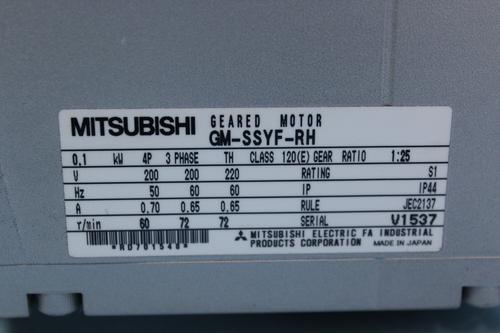 MITSUBISHI GEARED MOTOR
GM-SSYF-RH
0.1 kW 4P 3 PHASE TH CLASS 120(E) GEAR RATIO 1:25
V 200 200 220 RATING S1
Hz 50 60 60 IP IP44
A 0.70 0.65 0.65 RULE JEC2137
r/min 60 72 72 SERIAL V1537
MITSUBISHI ELECTRIC FA INDUSTRIAL
PRODUCTS CORPORATION MADE IN JAPAN